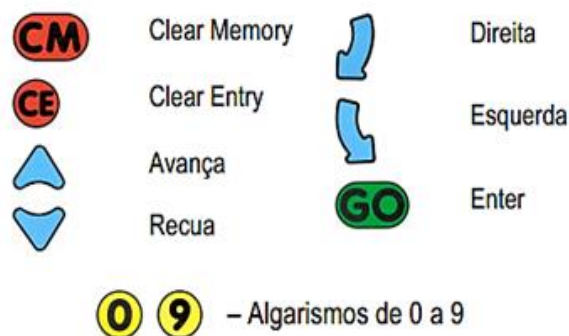 CM Clear Memory
CE Clear Entry
Avança
Recua
Direita
Esquerda
GO Enter
0 9 – Algarismos de 0 a 9